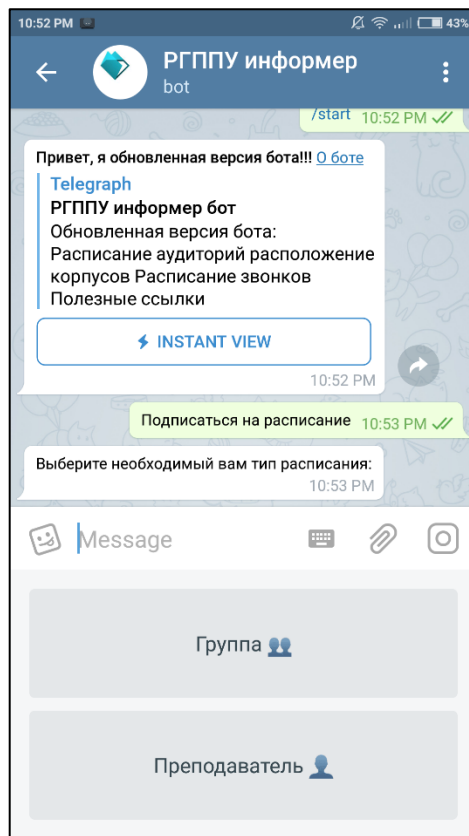 10:52 PM 43%
РГППУ информер
bot
/start 10:52 PM
Привет, я обновленная версия бота!!! О боте
Telegraph
РГППУ информер бот
Обновленная версия бота:
Расписание аудиторий расположение
корпусов Расписание звонков
Полезные ссылки
INSTANT VIEW
10:52 PM
Подписаться на расписание 10:53 PM
Выберите необходимый вам тип расписания:
10:53 PM
Message
Группа
Преподаватель